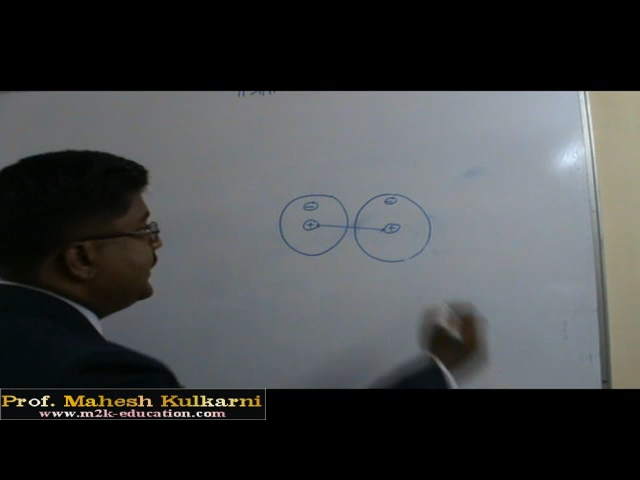 − −
+ +
Prof. Mahesh Kulkarni
www.m2k-education.com